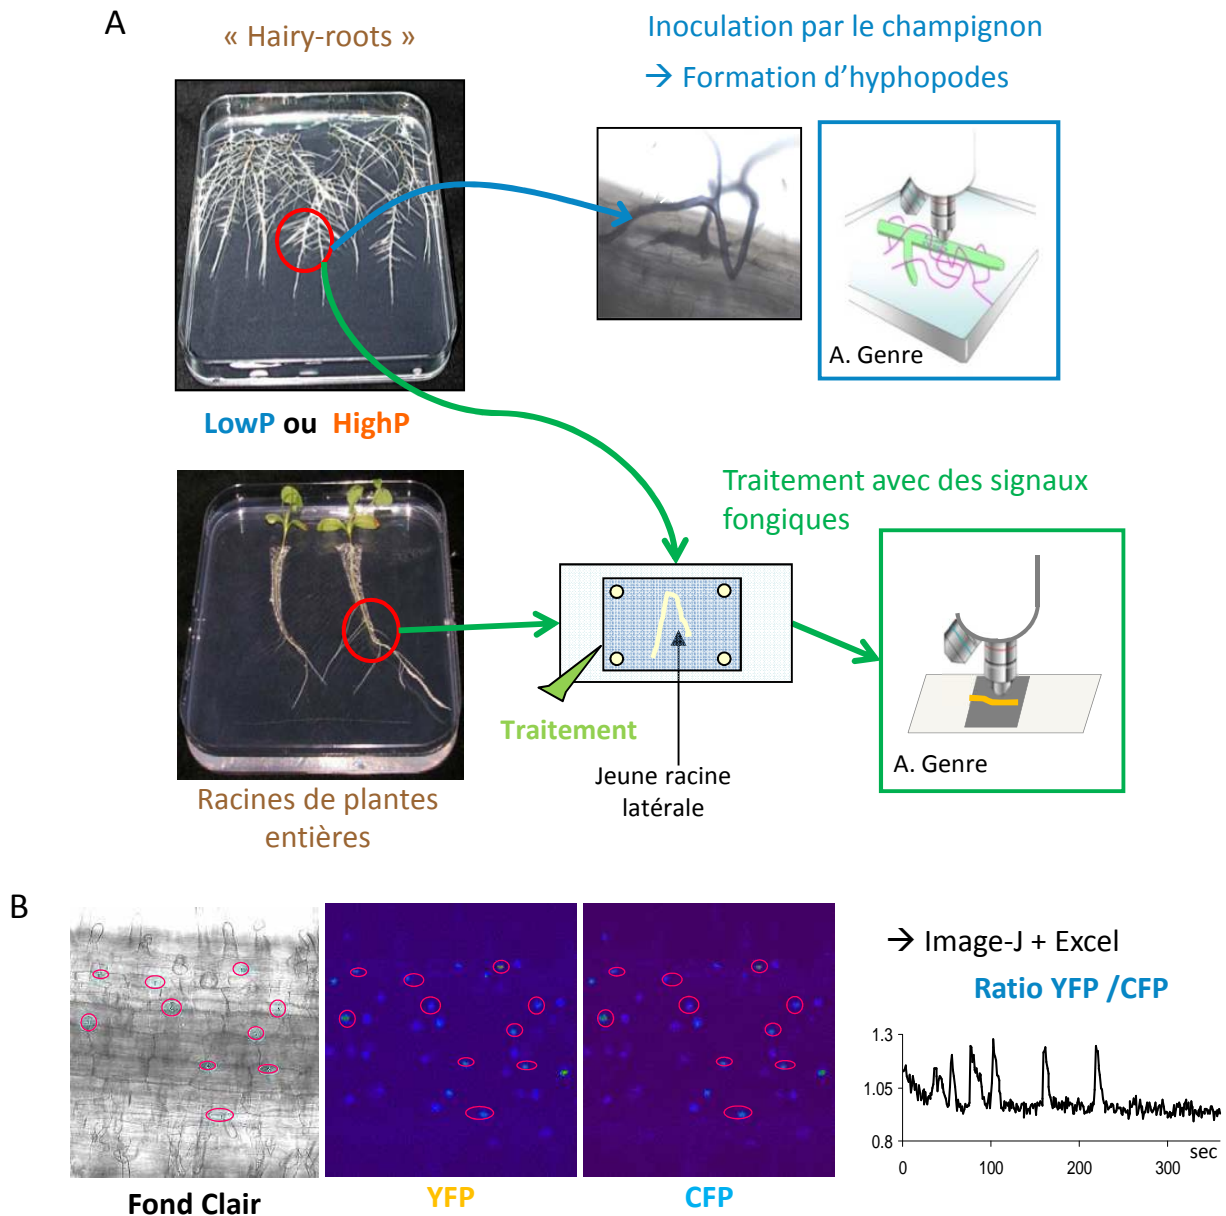 A
« Hairy-roots »
Inoculation par le champignon
→ Formation d'hyphopodes
A. Genre
LowP ou HighP
Traitement avec des signaux
fongiques
Traitement
Jeune racine
latérale
A. Genre
Racines de plantes
entières
B
→ Image-J + Excel
Ratio YFP /CFP
1.3
1.05
0.8
0
100
200
300
sec
Fond Clair
YFP
CFP